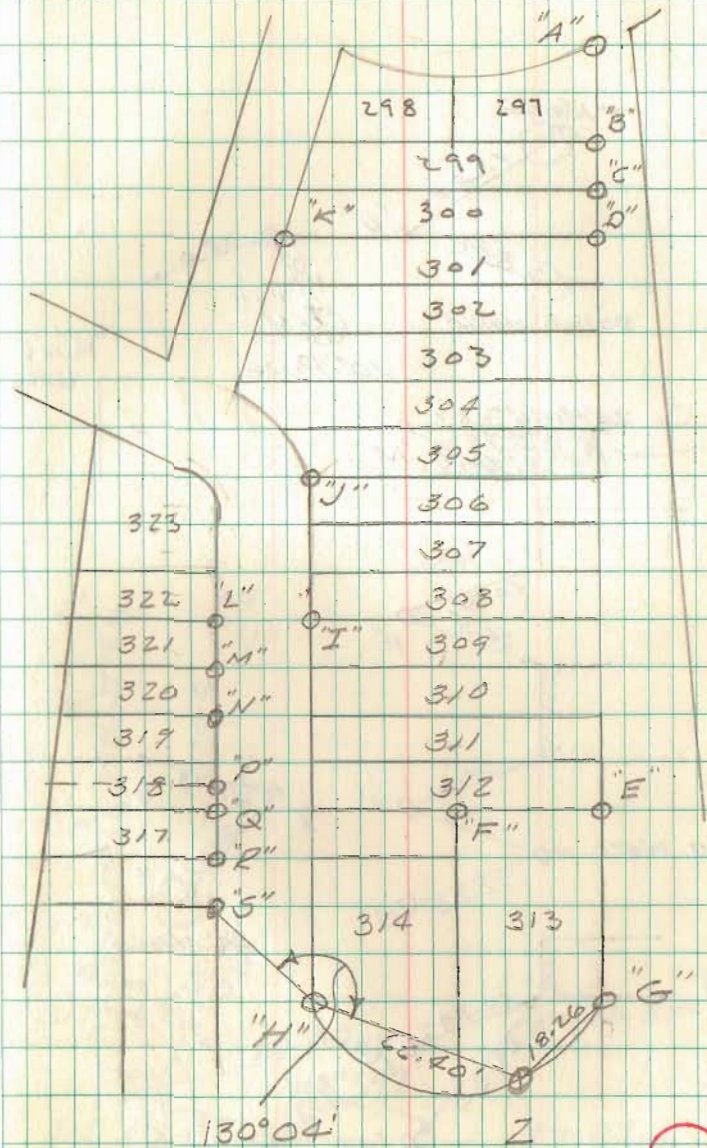 "A"
298 297
"B"
299
"C"
"K" 300
"D"
301
302
303
304
305
"J"
323 306
307
322 "L" 308
"I"
321 309
"M"
320 310
"N"
319 311
"P"
318 312 "E"
"Q" "F"
317
"R"
"S"
314 313
"G"
"H"
18.26
130°04' Z